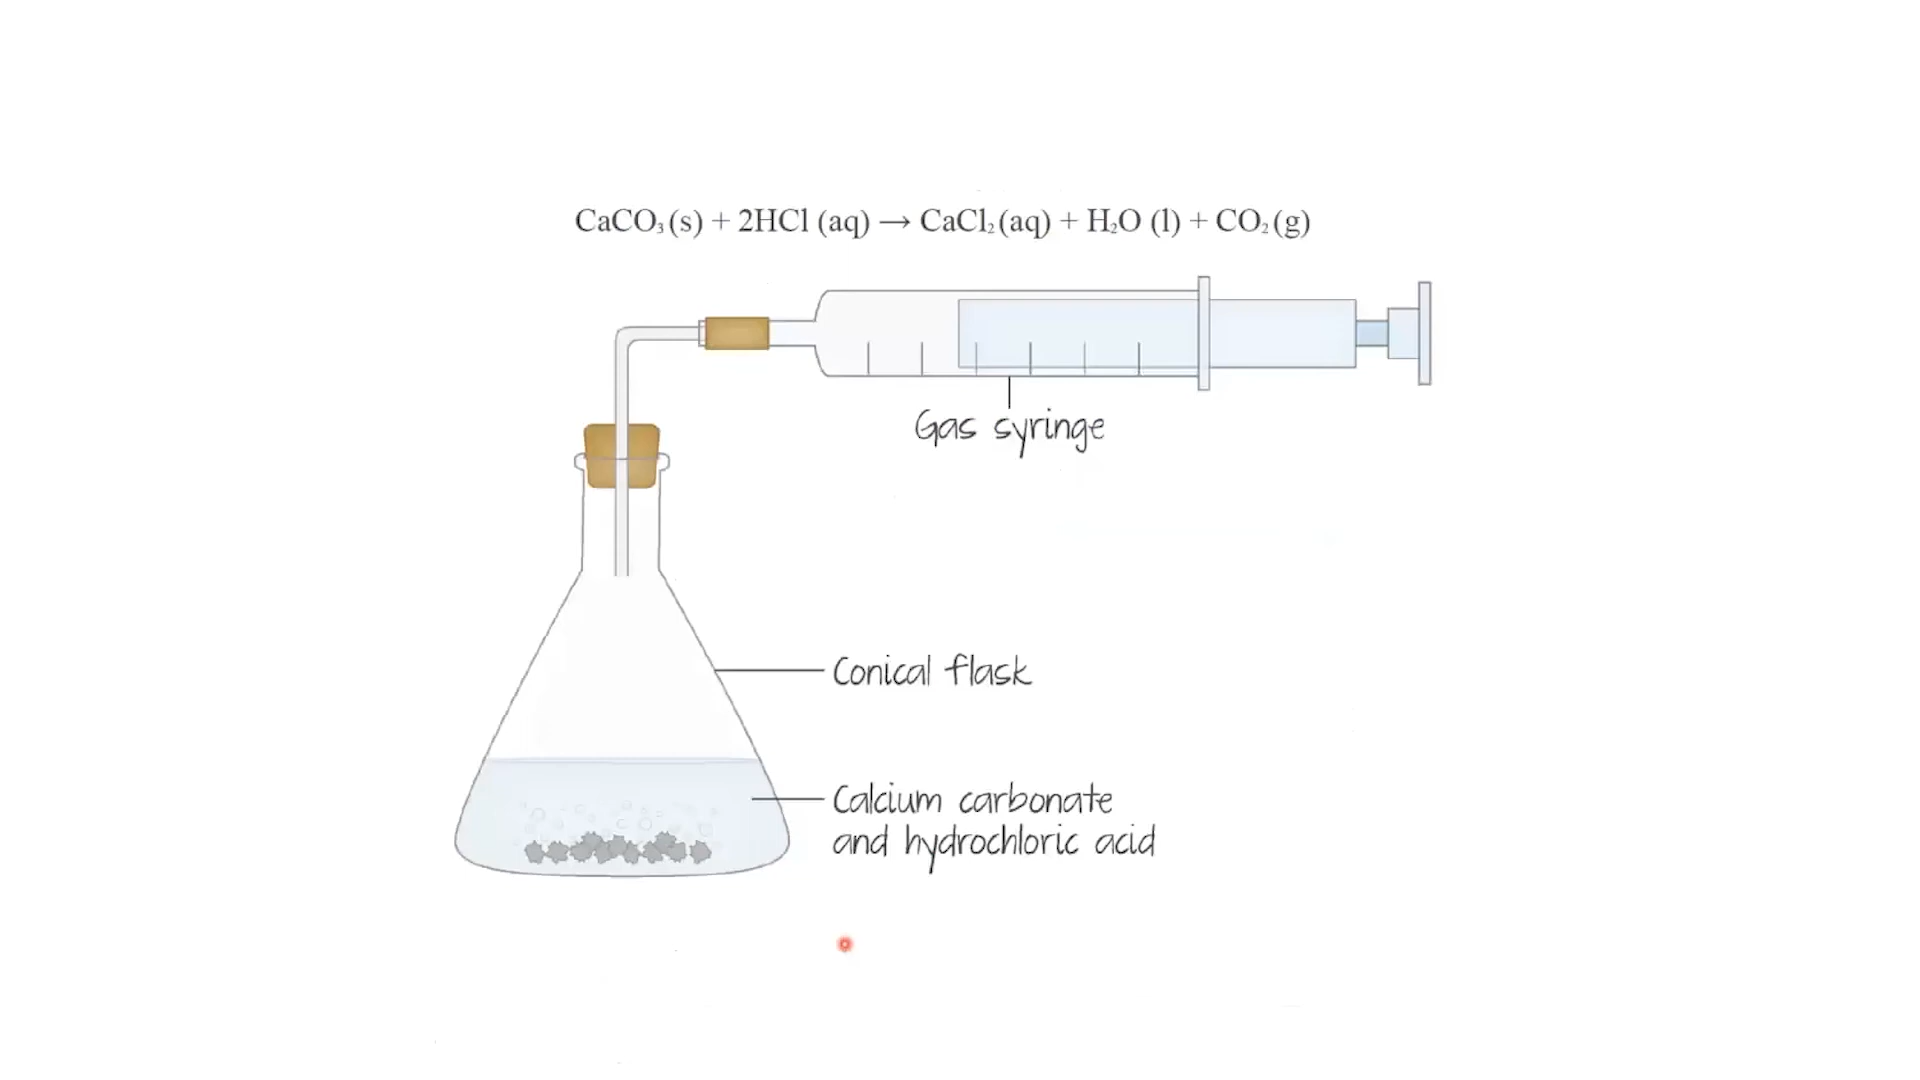 CaCO₃ (s) + 2HCl (aq) → CaCl₂ (aq) + H₂O (l) + CO₂ (g)
Gas syringe
Conical flask
Calcium carbonate
and hydrochloric acid